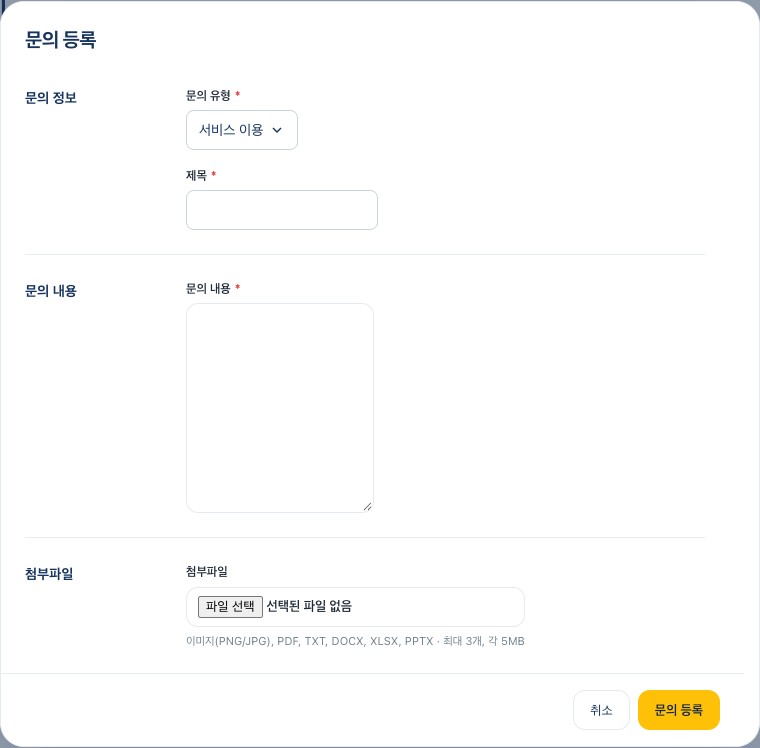 문의 등록
문의 정보
문의 유형 *
서비스 이용
제목 *
문의 내용
문의 내용 *
첨부파일
첨부파일
파일 선택 선택된 파일 없음
이미지(PNG/JPG), PDF, TXT, DOCX, XLSX, PPTX · 최대 3개, 각 5MB
취소
문의 등록